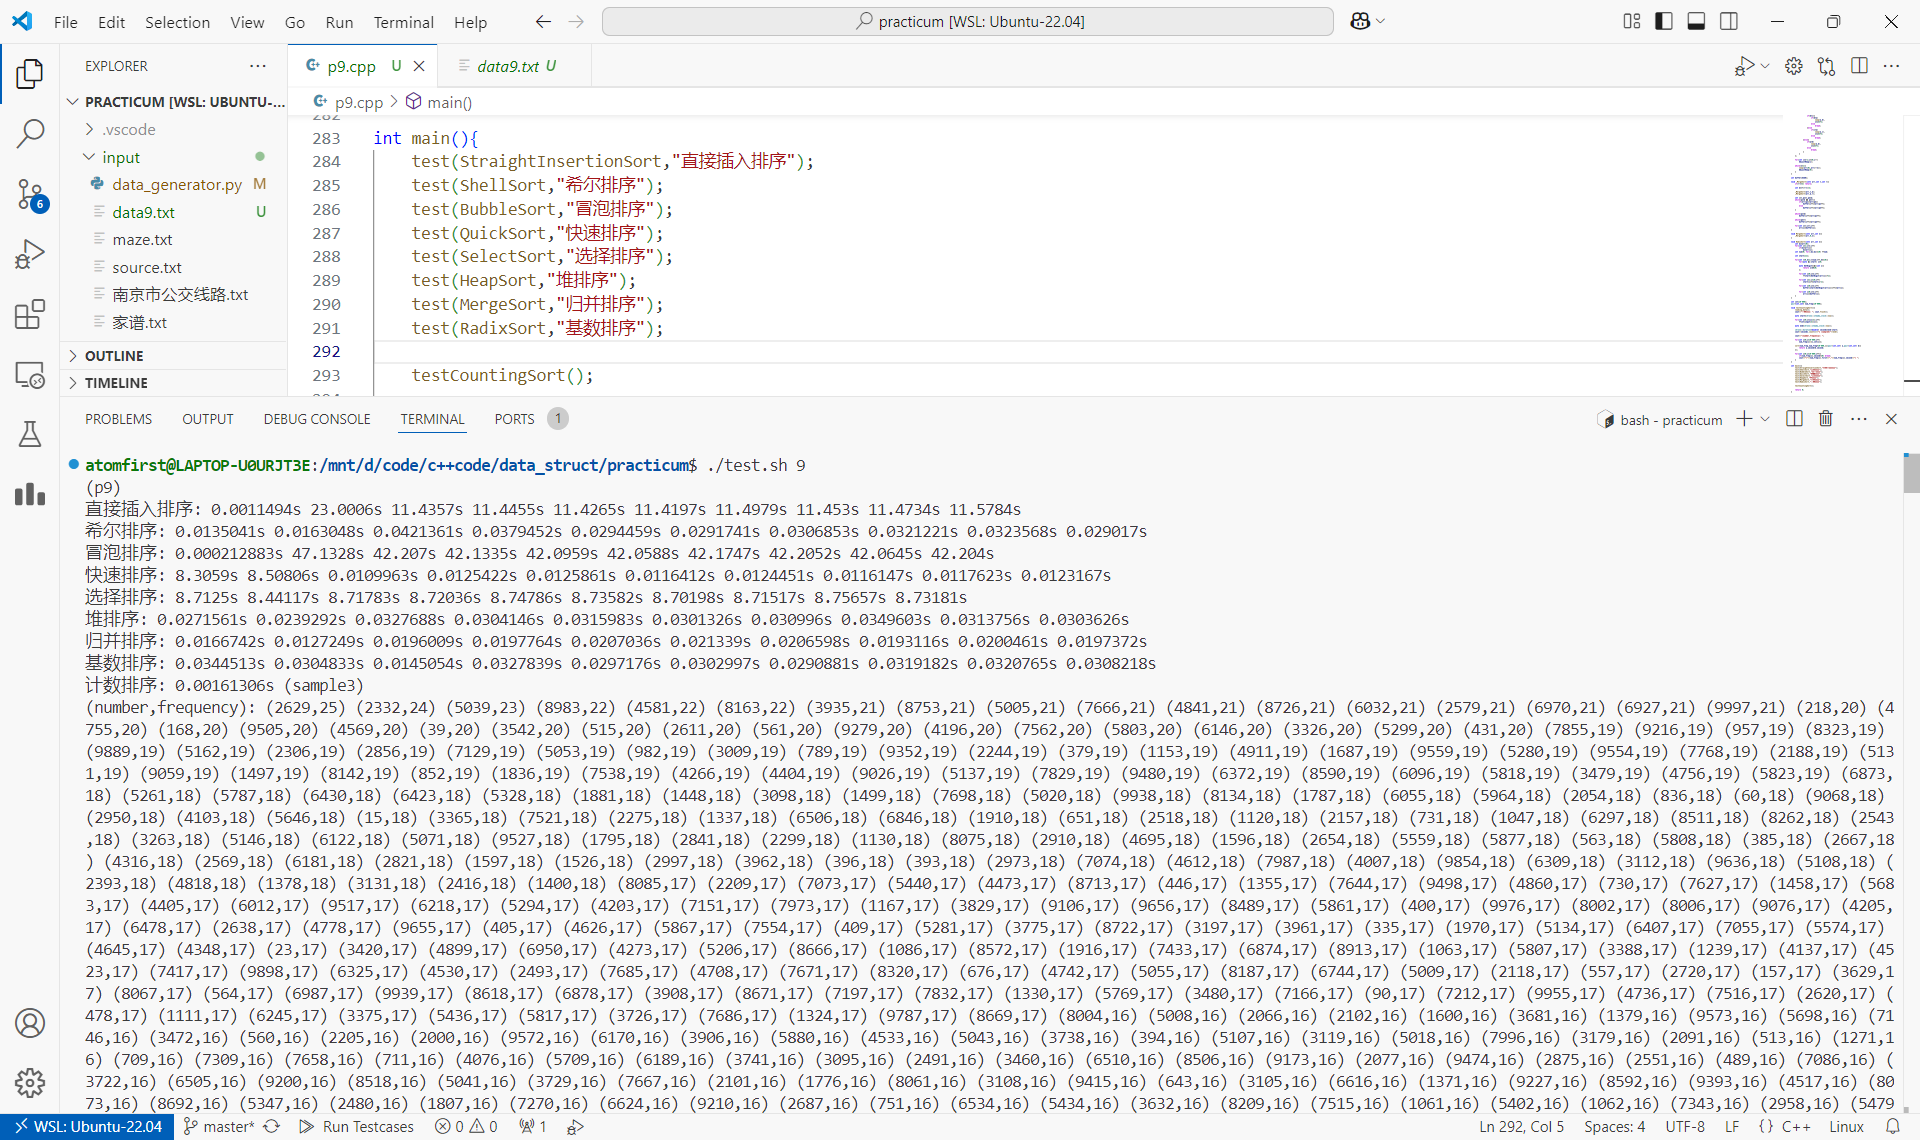 File Edit Selection View Go Run Terminal Help
practicum [WSL: Ubuntu-22.04]
EXPLORER
PRACTICUM [WSL: UBUNTU-...
.vscode
input
data_generator.py M
data9.txt U
maze.txt
source.txt
南京市公交线路.txt
家谱.txt
OUTLINE
TIMELINE
6
p9.cpp U
data9.txt U
p9.cpp > main()
282
283 int main(){
284 test(StraightInsertionSort,"直接插入排序");
285 test(ShellSort,"希尔排序");
286 test(BubbleSort,"冒泡排序");
287 test(QuickSort,"快速排序");
288 test(SelectSort,"选择排序");
289 test(HeapSort,"堆排序");
290 test(MergeSort,"归并排序");
291 test(RadixSort,"基数排序");
292
293 testCountingSort();
PROBLEMS OUTPUT DEBUG CONSOLE TERMINAL PORTS 1
bash - practicum
atomfirst@LAPTOP-U0URJT3E:/mnt/d/code/c++code/data_struct/practicum$ ./test.sh 9
(p9)
直接插入排序: 0.0011494s 23.0006s 11.4357s 11.4455s 11.4265s 11.4197s 11.4979s 11.453s 11.4734s 11.5784s
希尔排序: 0.0135041s 0.0163048s 0.0421361s 0.0379452s 0.0294459s 0.0291741s 0.0306853s 0.0321221s 0.0323568s 0.029017s
冒泡排序: 0.000212883s 47.1328s 42.207s 42.1335s 42.0959s 42.0588s 42.1747s 42.2052s 42.0645s 42.204s
快速排序: 8.3059s 8.50806s 0.0109963s 0.0125422s 0.0125861s 0.0116412s 0.0124451s 0.0116147s 0.0117623s 0.0123167s
选择排序: 8.7125s 8.44117s 8.71783s 8.72036s 8.74786s 8.73582s 8.70198s 8.71517s 8.75657s 8.73181s
堆排序: 0.0271561s 0.0239292s 0.0327688s 0.0304146s 0.0315983s 0.0301326s 0.030996s 0.0349603s 0.0313756s 0.0303626s
归并排序: 0.0166742s 0.0127249s 0.0196009s 0.0197764s 0.0207036s 0.021339s 0.0206598s 0.0193116s 0.0200461s 0.0197372s
基数排序: 0.0344513s 0.0304833s 0.0145054s 0.0327839s 0.0297176s 0.0302997s 0.0290881s 0.0319182s 0.0320765s 0.0308218s
计数排序: 0.00161306s (sample3)
(number,frequency): (2629,25) (2332,24) (5039,23) (8983,22) (4581,22) (8163,22) (3935,21) (8753,21) (5005,21) (7666,21) (4841,21) (8726,21) (6032,21) (2579,21) (6970,21) (6927,21) (9997,21) (218,20) (4
755,20) (168,20) (9505,20) (4569,20) (39,20) (3542,20) (515,20) (2611,20) (561,20) (9279,20) (4196,20) (7562,20) (5803,20) (6146,20) (3326,20) (5299,20) (431,20) (7855,19) (9216,19) (957,19) (8323,19)
(9889,19) (5162,19) (2306,19) (2856,19) (7129,19) (5053,19) (982,19) (3009,19) (789,19) (9352,19) (2244,19) (379,19) (1153,19) (4911,19) (1687,19) (9559,19) (5280,19) (9554,19) (7768,19) (2188,19) (513
1,19) (9059,19) (1497,19) (8142,19) (852,19) (1836,19) (7538,19) (4266,19) (4404,19) (9026,19) (5137,19) (7829,19) (9480,19) (6372,19) (8590,19) (6096,19) (5818,19) (3479,19) (4756,19) (5823,19) (6873,
18) (5261,18) (5787,18) (6430,18) (6423,18) (5328,18) (1881,18) (1448,18) (3098,18) (1499,18) (7698,18) (5020,18) (9938,18) (8134,18) (1787,18) (6055,18) (5964,18) (2054,18) (836,18) (60,18) (9068,18)
(2950,18) (4103,18) (5646,18) (15,18) (3365,18) (7521,18) (2275,18) (1337,18) (6506,18) (6846,18) (1910,18) (651,18) (2518,18) (1120,18) (2157,18) (731,18) (1047,18) (6297,18) (8511,18) (8262,18) (2543
,18) (3263,18) (5146,18) (6122,18) (5071,18) (9527,18) (1795,18) (2841,18) (2299,18) (1130,18) (8075,18) (2910,18) (4695,18) (1596,18) (2654,18) (5559,18) (5877,18) (563,18) (5808,18) (385,18) (2667,18
) (4316,18) (2569,18) (6181,18) (2821,18) (1597,18) (1526,18) (2997,18) (3962,18) (396,18) (393,18) (2973,18) (7074,18) (4612,18) (7987,18) (4007,18) (9854,18) (6309,18) (3112,18) (9636,18) (5108,18) (
2393,18) (4818,18) (1378,18) (3131,18) (2416,18) (1400,18) (8085,17) (2209,17) (7073,17) (5440,17) (4473,17) (8713,17) (446,17) (1355,17) (7644,17) (9498,17) (4860,17) (730,17) (7627,17) (1458,17) (568
3,17) (4405,17) (6012,17) (9517,17) (6218,17) (5294,17) (4203,17) (7151,17) (7973,17) (1167,17) (3829,17) (9106,17) (9656,17) (8489,17) (5861,17) (400,17) (9976,17) (8002,17) (8006,17) (9076,17) (4205,
17) (6478,17) (2638,17) (4778,17) (9655,17) (405,17) (4626,17) (5867,17) (7554,17) (409,17) (5281,17) (3775,17) (8722,17) (3197,17) (3961,17) (335,17) (1970,17) (5134,17) (6407,17) (7055,17) (5574,17)
(4645,17) (4348,17) (23,17) (3420,17) (4899,17) (6950,17) (4273,17) (5206,17) (8666,17) (1086,17) (8572,17) (1916,17) (7433,17) (6874,17) (8913,17) (1063,17) (5807,17) (3388,17) (1239,17) (4137,17) (45
23,17) (7417,17) (9898,17) (6325,17) (4530,17) (2493,17) (7685,17) (4708,17) (7671,17) (8320,17) (676,17) (4742,17) (5055,17) (8187,17) (6744,17) (5009,17) (2118,17) (557,17) (2720,17) (157,17) (3629,1
7) (8067,17) (564,17) (6987,17) (9939,17) (8618,17) (6878,17) (3908,17) (8671,17) (7197,17) (7832,17) (1330,17) (5769,17) (3480,17) (7166,17) (90,17) (7212,17) (9955,17) (4736,17) (7516,17) (2620,17) (
478,17) (1111,17) (6245,17) (3375,17) (5436,17) (5817,17) (3726,17) (7686,17) (1324,17) (9787,17) (8669,17) (8004,16) (5008,16) (2066,16) (2102,16) (1600,16) (3681,16) (1379,16) (9573,16) (5698,16) (71
46,16) (3472,16) (560,16) (2205,16) (2000,16) (9572,16) (6170,16) (3906,16) (5880,16) (4533,16) (5043,16) (3738,16) (394,16) (5107,16) (3119,16) (5018,16) (7996,16) (3179,16) (2091,16) (513,16) (1271,1
6) (709,16) (7309,16) (7658,16) (711,16) (4076,16) (5709,16) (6189,16) (3741,16) (3095,16) (2491,16) (3460,16) (6510,16) (8506,16) (9173,16) (2077,16) (9474,16) (2875,16) (2551,16) (489,16) (7086,16) (
3722,16) (6505,16) (9200,16) (8518,16) (5041,16) (3729,16) (7667,16) (2101,16) (1776,16) (8061,16) (3108,16) (9415,16) (643,16) (3105,16) (6616,16) (1371,16) (9227,16) (8592,16) (9393,16) (4517,16) (80
73,16) (8692,16) (5347,16) (2480,16) (1807,16) (7270,16) (6624,16) (9210,16) (2687,16) (751,16) (6534,16) (5434,16) (3632,16) (8209,16) (7515,16) (1061,16) (5402,16) (1062,16) (7343,16) (2958,16) (5479
WSL: Ubuntu-22.04 master* Run Testcases 0 0 1 Ln 292, Col 5 Spaces: 4 UTF-8 LF {} C++ Linux